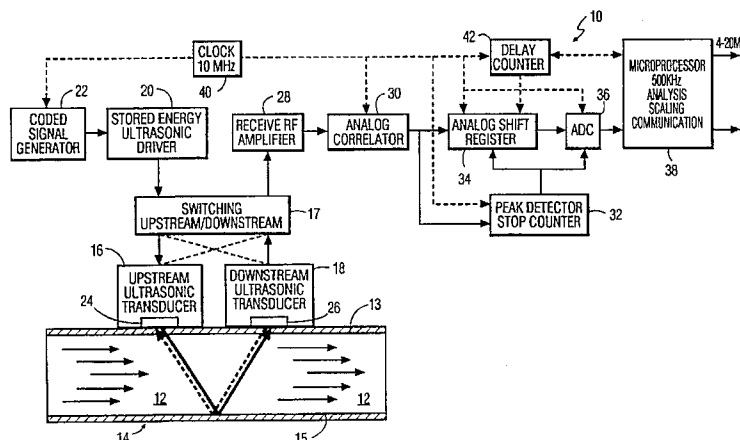 10
42
CLOCK
10 MHz
40
DELAY
COUNTER
4-20M
22
CODED
SIGNAL
GENERATOR
20
STORED ENERGY
ULTRASONIC
DRIVER
28
RECEIVE RF
AMPLIFIER
30
ANALOG
CORRELATOR
ANALOG SHIFT
REGISTER
34
36
ADC
MICROPROCESSOR
500KHz
ANALYSIS
SCALING
COMMUNICATION
38
SWITCHING
UPSTREAM/DOWNSTREAM
17
PEAK DETECTOR
STOP COUNTER
32
16
UPSTREAM
ULTRASONIC
TRANSDUCER
24
18
DOWNSTREAM
ULTRASONIC
TRANSDUCER
26
13
12
12
14
15